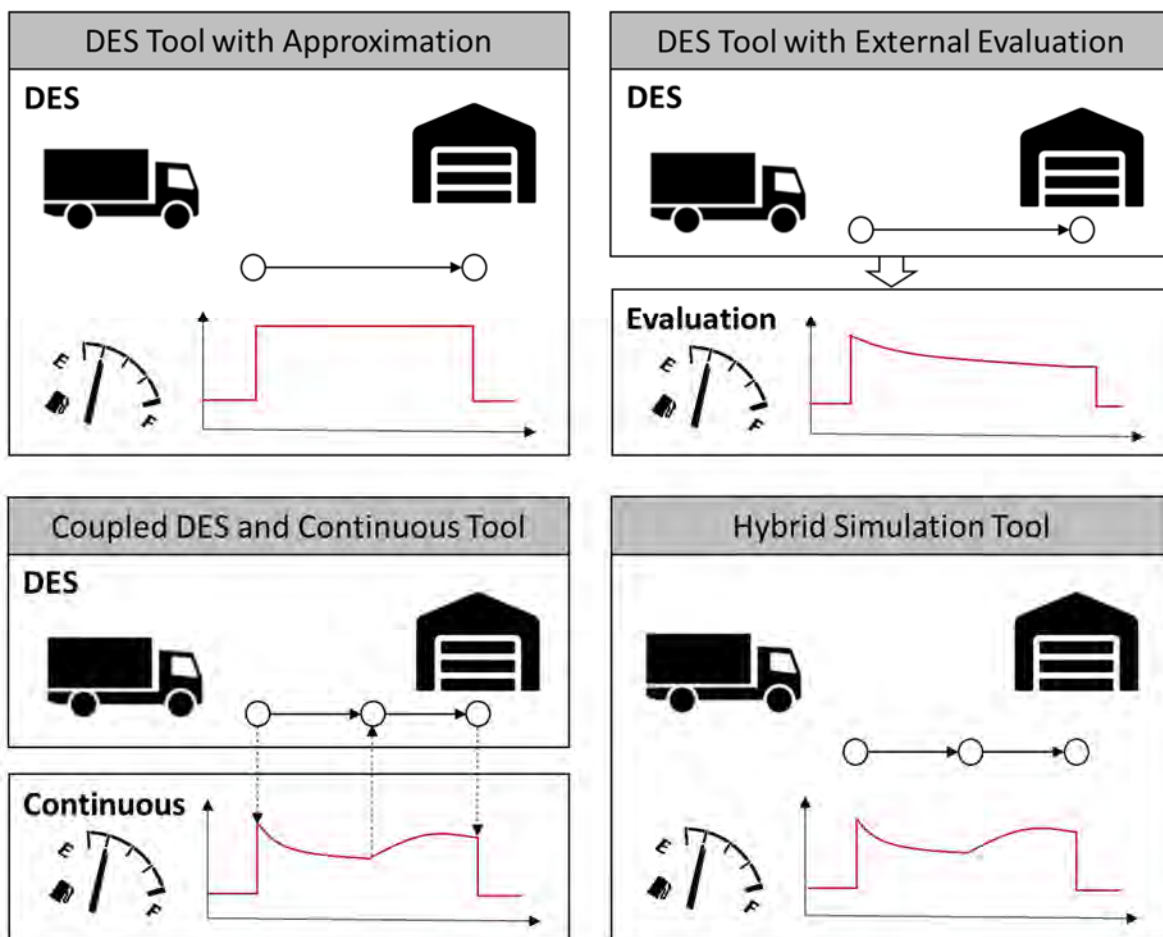 DES Tool with Approximation
DES
E
F
DES Tool with External Evaluation
DES
Evaluation
E
F
Coupled DES and Continuous Tool
DES
Continuous
E
F
Hybrid Simulation Tool
E
F